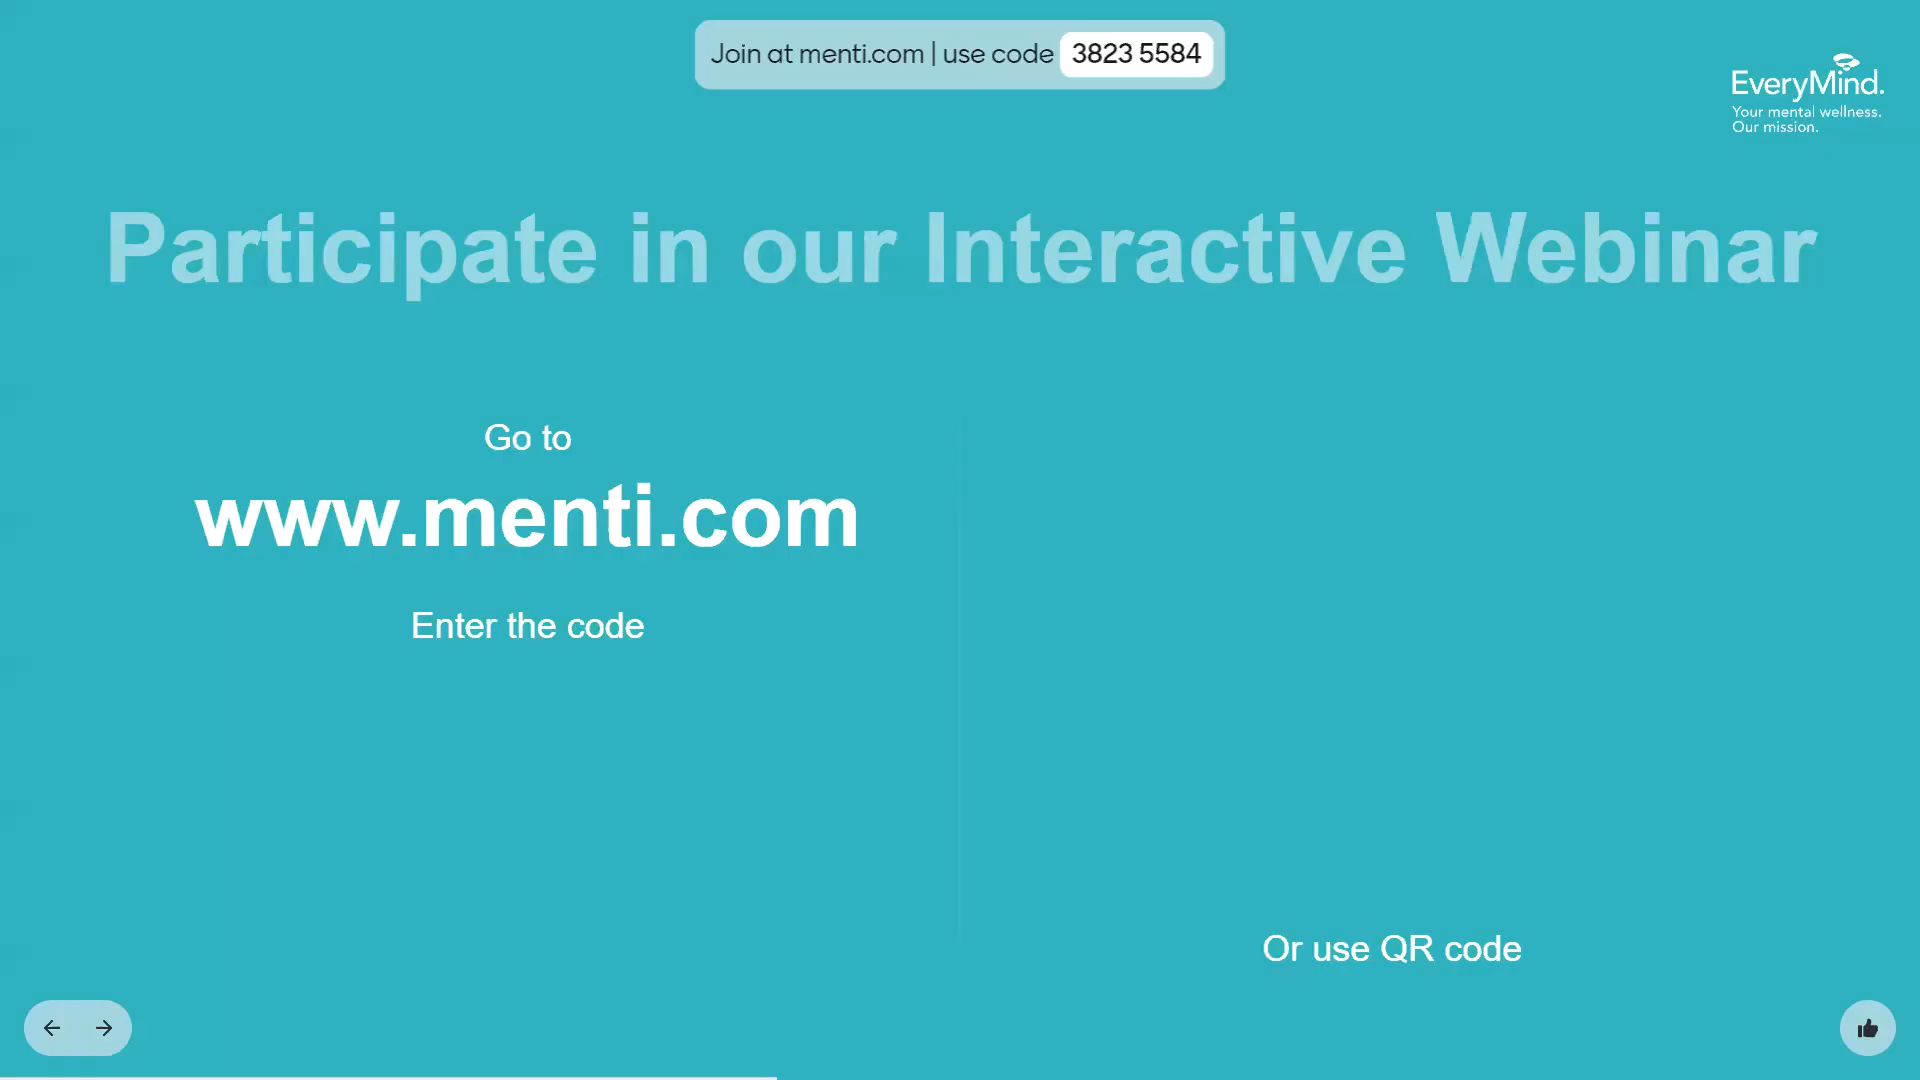 Join at menti.com | use code 3823 5584
EveryMind.
Your mental wellness.
Our mission.
Participate in our Interactive Webinar
Go to
www.menti.com
Enter the code
Or use QR code